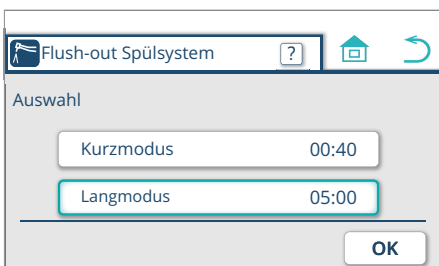 Flush-out Spülsystem ?
Auswahl
Kurzmodus 00:40
Langmodus 05:00
OK